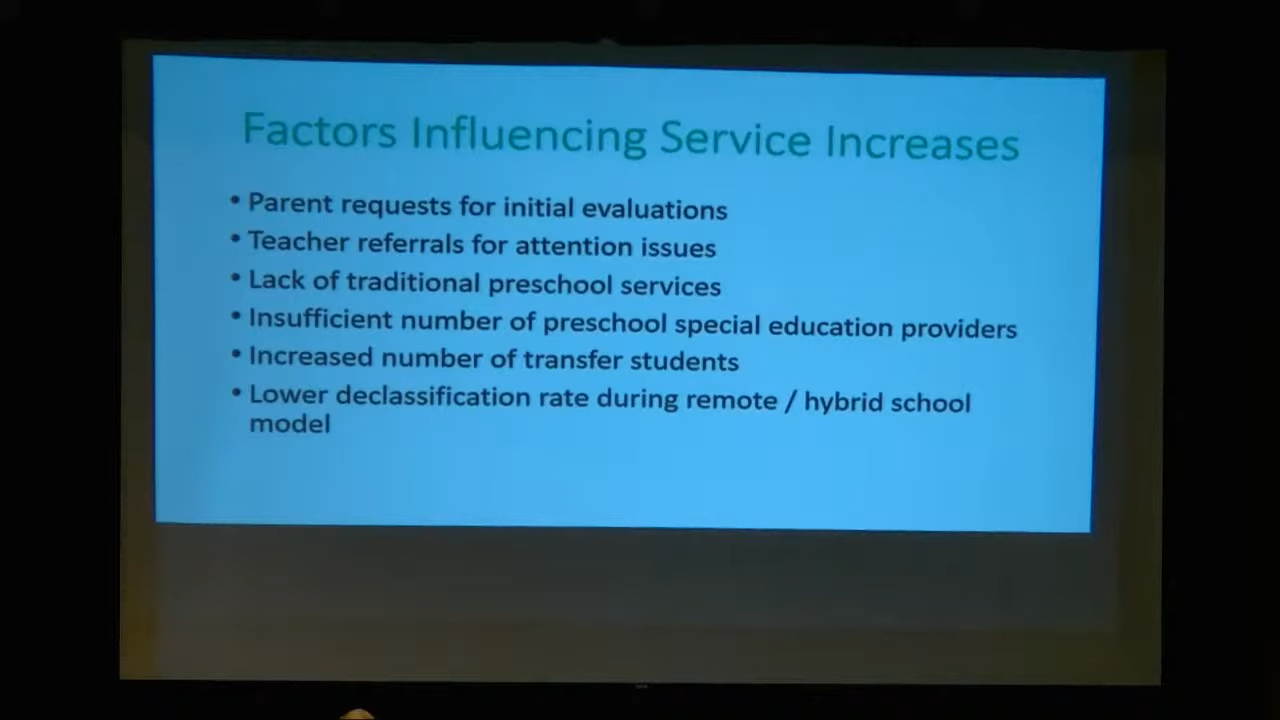 Factors Influencing Service Increases
• Parent requests for initial evaluations
• Teacher referrals for attention issues
• Lack of traditional preschool services
• Insufficient number of preschool special education providers
• Increased number of transfer students
• Lower declassification rate during remote / hybrid school
model